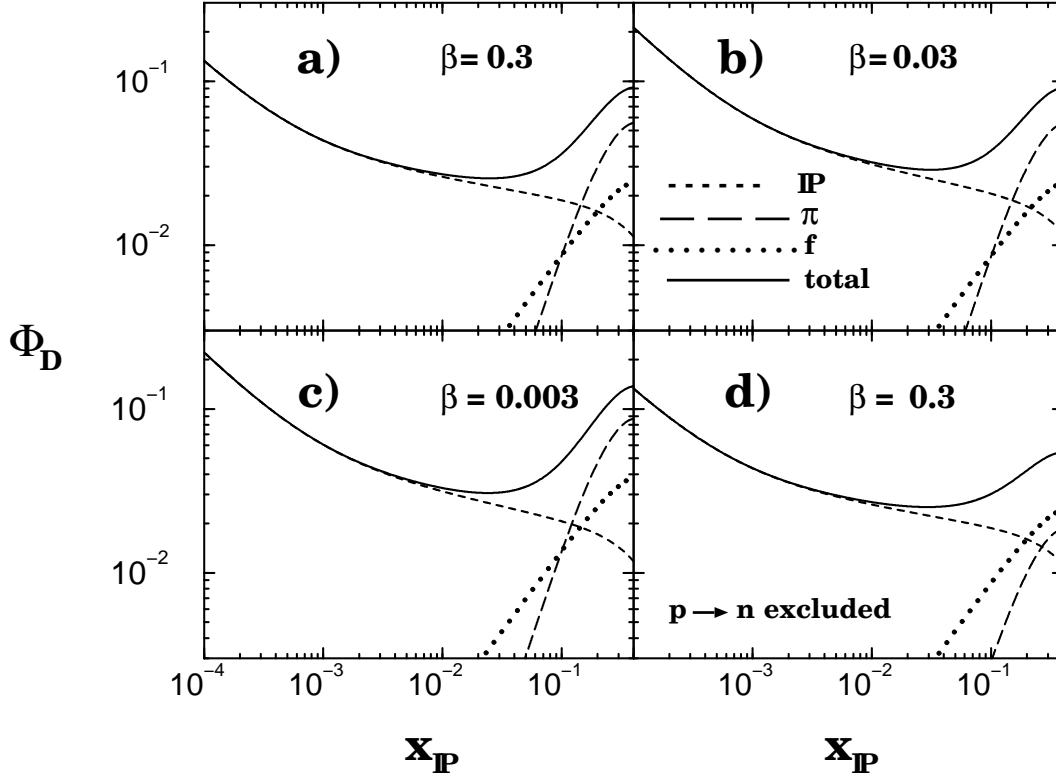 a) β= 0.3
b) β= 0.03
10⁻¹
10⁻²
IP
π
f
total
Φ_D
c) β = 0.003
d) β = 0.3
10⁻¹
10⁻²
p → n excluded
10⁻⁴ 10⁻³ 10⁻² 10⁻¹ 10⁻³ 10⁻² 10⁻¹
x_IP x_IP